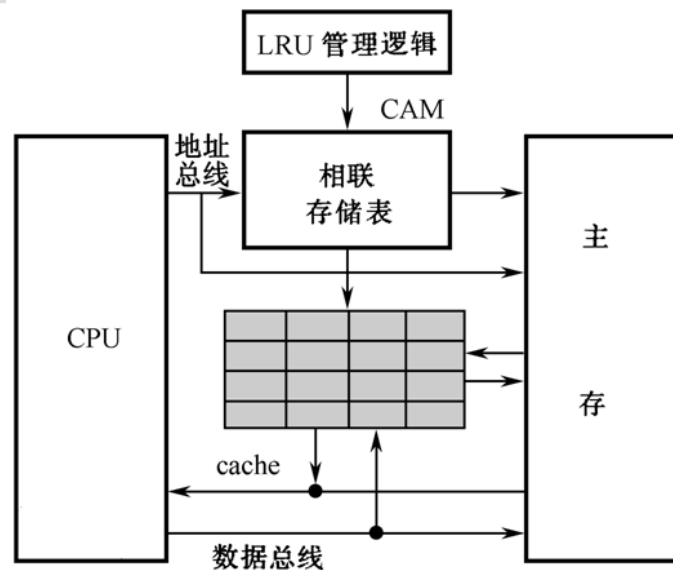 LRU 管理逻辑
CAM
地址
总线
相联
存储表
主
CPU
存
cache
数据总线